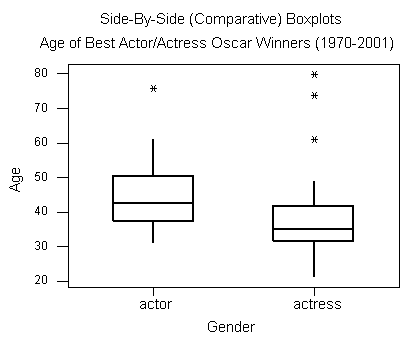 Side-By-Side (Comparative) Boxplots
Age of Best Actor/Actress Oscar Winners (1970-2001)
80
70
60
50
40
30
20
Age
actor actress
Gender